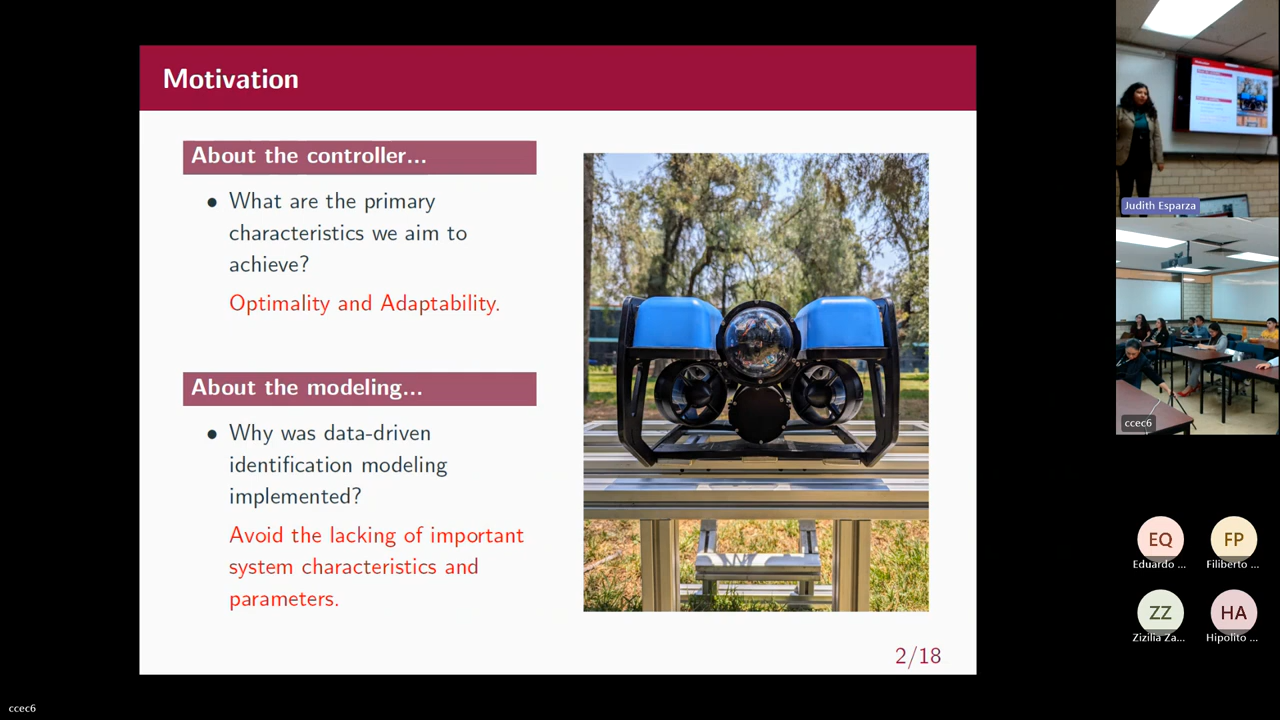 Motivation
About the controller...
• What are the primary
characteristics we aim to
achieve?
Optimality and Adaptability.
About the modeling...
• Why was data-driven
identification modeling
implemented?
Avoid the lacking of important
system characteristics and
parameters.
2/18
Judith Esparza
ccec6
EQ
Eduardo ...
FP
Filiberto ...
ZZ
Zizilia Za...
HA
Hipolito ...
ccec6